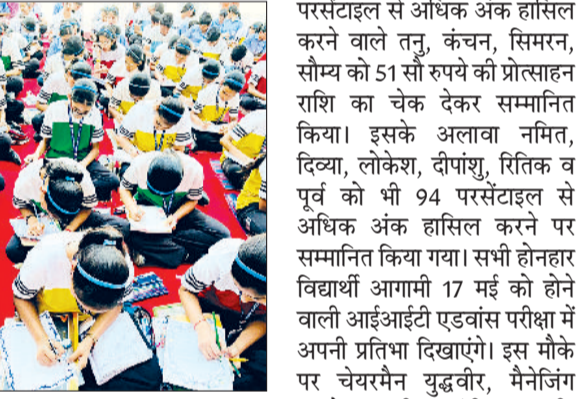 परसेंटाइल से अधिक अंक हासिल
करने वाले तनु, कंचन, सिमरन,
सौम्य को 51 सौ रुपये की प्रोत्साहन
राशि का चेक देकर सम्मानित
किया। इसके अलावा नमित,
दिव्या, लोकेश, दीपांशु, रितिक व
पूर्व को भी 94 परसेंटाइल से
अधिक अंक हासिल करने पर
सम्मानित किया गया। सभी होनहार
विद्यार्थी आगामी 17 मई को होने
वाली आईआईटी एडवांस परीक्षा में
अपनी प्रतिभा दिखाएंगे। इस मौके
पर चेयरमैन युद्धवीर, मैनेजिंग